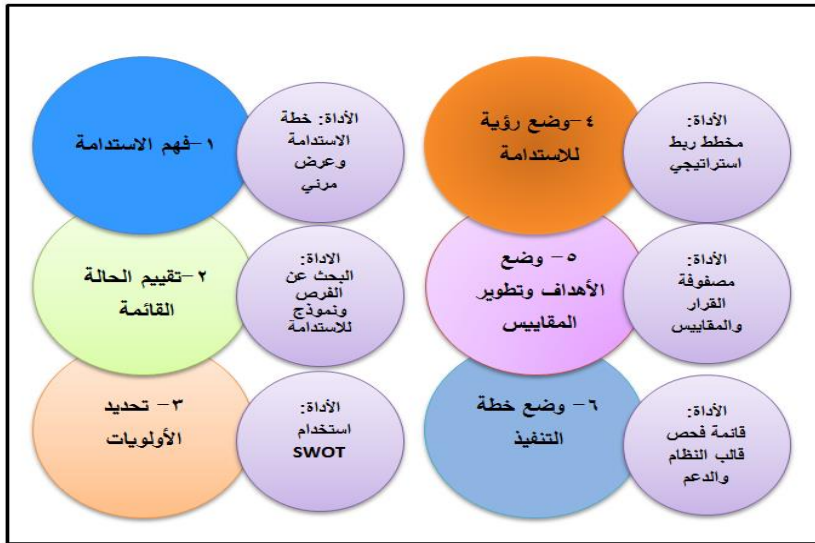 ١-فهم الاستدامة
الأداة: خطة
الاستدامة
وعرض
مرئي
٢-تقييم الحالة
القائمة
الاداة:
البحث عن
الفرص
ونموذج
للاستدامة
٣- تحديد
الأولويات
الأداة:
استخدام
SWOT
٤-وضع رؤية
للاستدامة
الأداة:
مخطط ربط
استراتيجي
٥- وضع
الأهداف وتطوير
المقاييس
الأداة:
مصفوفة
القرار
والمقاييس
٦- وضع خطة
التنفيذ
الأداة:
قائمة فحص
قالب النظام
والدعم